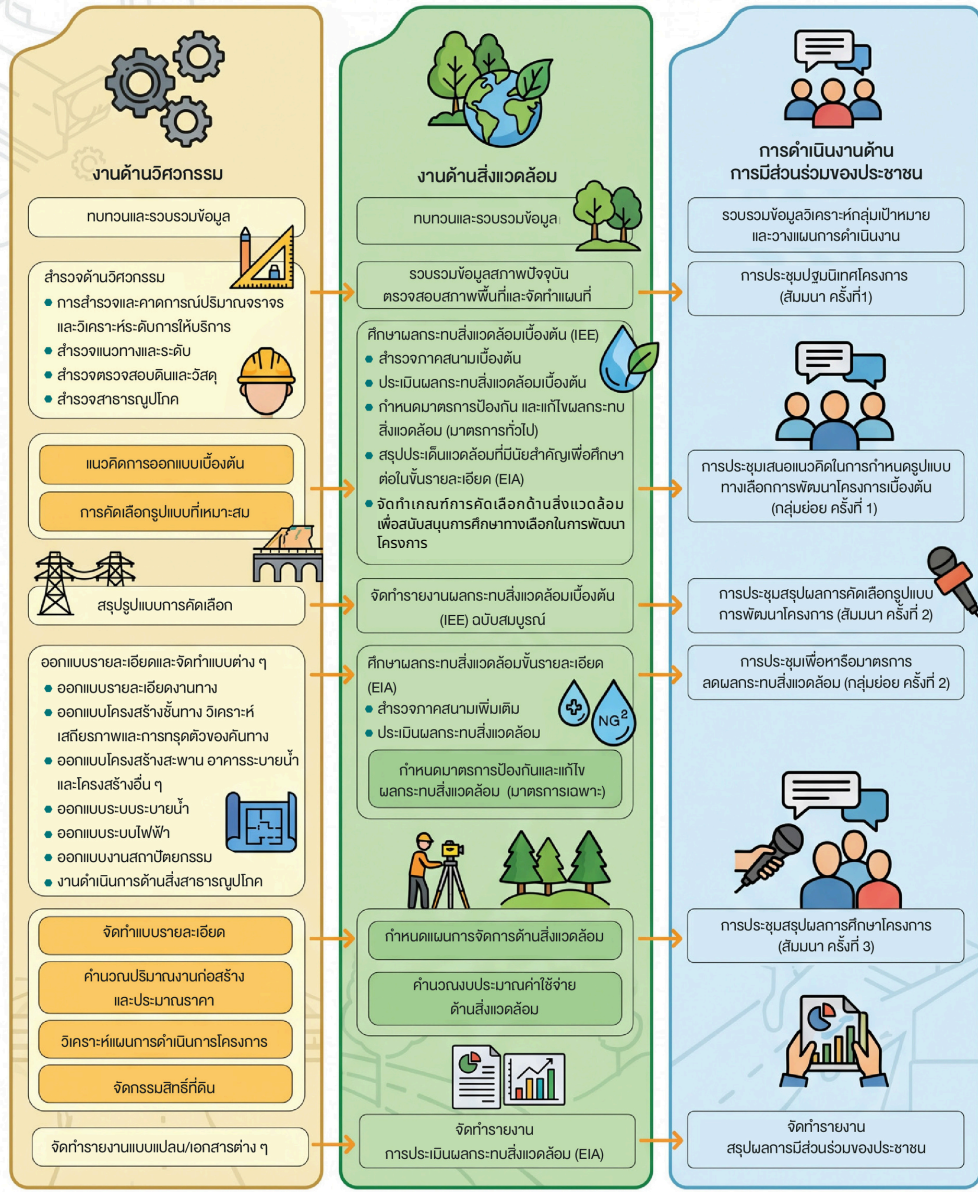 งานด้านวิศวกรรม
ทบทวนและรวบรวมข้อมูล
สำรวจด้านวิศวกรรม
การสำรวจและคาดการณ์ปริมาณจราจร
และวิเคราะห์ระดับการให้บริการ
สำรวจแนวทางและระดับ
สำรวจตรวจสอบดินและวัสดุ
สำรวจสาธารณูปโภค
แนวคิดการออกแบบเบื้องต้น
การคัดเลือกรูปแบบที่เหมาะสม
สรุปรูปแบบการคัดเลือก
ออกแบบรายละเอียดและจัดทำแบบต่าง ๆ
ออกแบบรายละเอียดงานทาง
ออกแบบโครงสร้างชั้นทาง วิเคราะห์
เสถียรภาพและการทรุดตัวของคันทาง
ออกแบบโครงสร้างสะพาน อาคารระบายน้ำ
และโครงสร้างอื่น ๆ
ออกแบบระบบระบายน้ำ
ออกแบบระบบไฟฟ้า
ออกแบบงานสถาปัตยกรรม
งานดำเนินการด้านสิ่งสาธารณูปโภค
จัดทำแบบรายละเอียด
คำนวณปริมาณงานก่อสร้าง
และประมาณราคา
วิเคราะห์แผนการดำเนินการโครงการ
จัดกรรมสิทธิ์ที่ดิน
จัดทำรายงานแบบแปลน/เอกสารต่าง ๆ
งานด้านสิ่งแวดล้อม
ทบทวนและรวบรวมข้อมูล
รวบรวมข้อมูลสภาพปัจจุบัน
ตรวจสอบสภาพพื้นที่และจัดทำแผนที่
ศึกษาผลกระทบสิ่งแวดล้อมเบื้องต้น (IEE)
สำรวจภาคสนามเบื้องต้น
ประเมินผลกระทบสิ่งแวดล้อมเบื้องต้น
กำหนดมาตรการป้องกัน และแก้ไขผลกระทบ
สิ่งแวดล้อม (มาตรการทั่วไป)
สรุปประเด็นแวดล้อมที่มีนัยสำคัญเพื่อศึกษา
ต่อในขั้นรายละเอียด (EIA)
จัดทำเกณฑ์การคัดเลือกด้านสิ่งแวดล้อม
เพื่อสนับสนุนการศึกษาทางเลือกในการพัฒนา
โครงการ
จัดทำรายงานผลกระทบสิ่งแวดล้อมเบื้องต้น
(IEE) ฉบับสมบูรณ์
ศึกษาผลกระทบสิ่งแวดล้อมขั้นรายละเอียด
(EIA)
สำรวจภาคสนามเพิ่มเติม
ประเมินผลกระทบสิ่งแวดล้อม
NG²
กำหนดมาตรการป้องกันและแก้ไข
ผลกระทบสิ่งแวดล้อม (มาตรการเฉพาะ)
กำหนดแผนการจัดการด้านสิ่งแวดล้อม
คำนวณงบประมาณค่าใช้จ่าย
ด้านสิ่งแวดล้อม
จัดทำรายงาน
การประเมินผลกระทบสิ่งแวดล้อม (EIA)
การดำเนินงานด้าน
การมีส่วนร่วมของประชาชน
รวบรวมข้อมูลวิเคราะห์กลุ่มเป้าหมาย
และวางแผนการดำเนินงาน
การประชุมปฐมนิเทศโครงการ
(สัมมนา ครั้งที่1)
การประชุมเสนอแนวคิดในการกำหนดรูปแบบ
ทางเลือกการพัฒนาโครงการเบื้องต้น
(กลุ่มย่อย ครั้งที่ 1)
การประชุมสรุปผลการคัดเลือกรูปแบบ
การพัฒนาโครงการ (สัมมนา ครั้งที่ 2)
การประชุมเพื่อหารือมาตรการ
ลดผลกระทบสิ่งแวดล้อม (กลุ่มย่อย ครั้งที่ 2)
การประชุมสรุปผลการศึกษาโครงการ
(สัมมนา ครั้งที่ 3)
จัดทำรายงาน
สรุปผลการมีส่วนร่วมของประชาชน